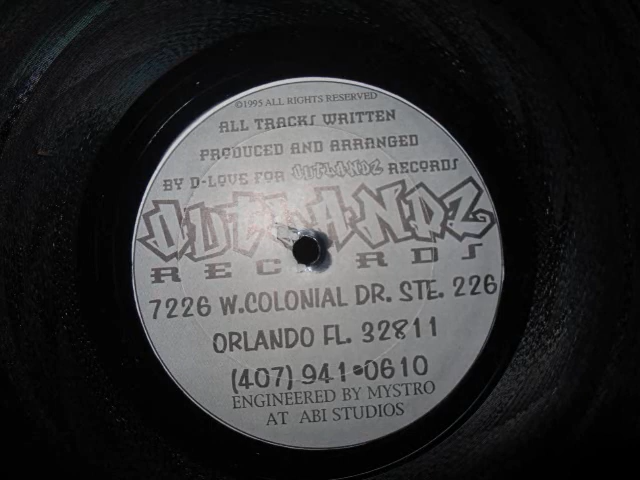 ©1995 ALL RIGHTS RESERVED
ALL TRACKS WRITTEN
PRODUCED AND ARRANGED
BY D-LOVE FOR OUTLANDZ RECORDS
OUTLANDZ
RECORDS
7226 W.COLONIAL DR. STE. 226
ORLANDO FL. 32811
(407) 941•0610
ENGINEERED BY MYSTRO
AT ABI STUDIOS